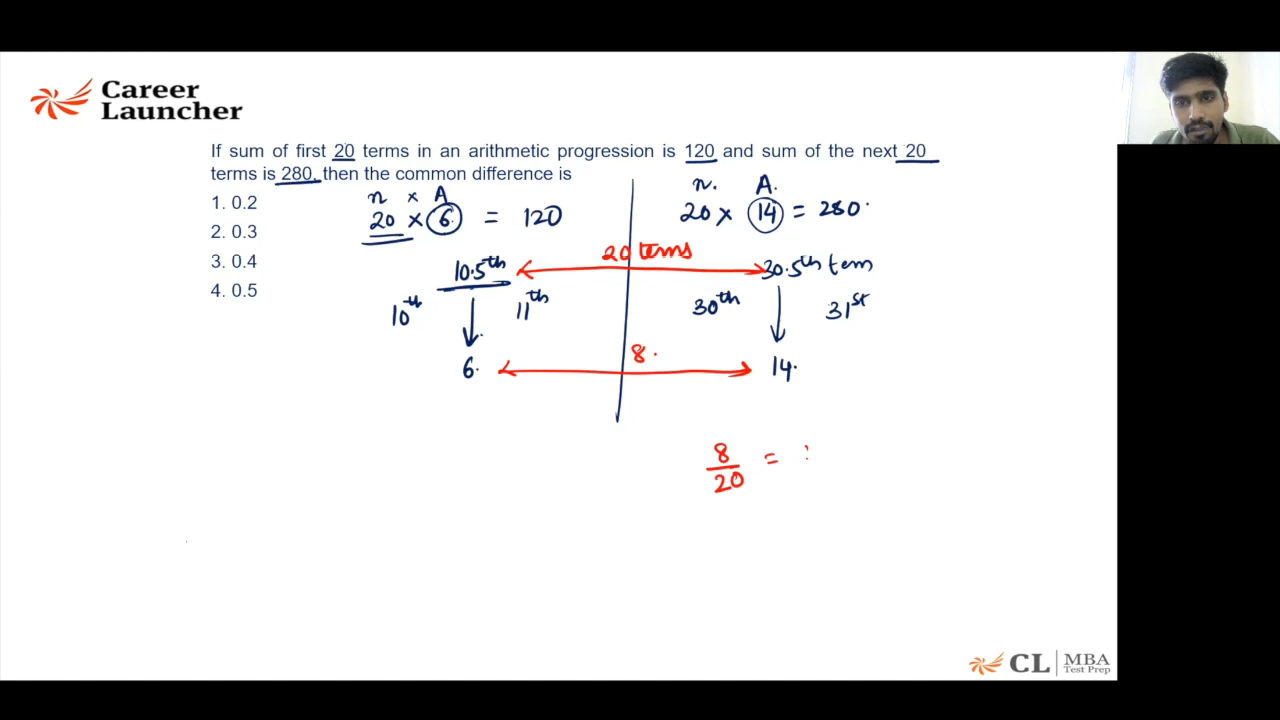 Career
Launcher
If sum of first 20 terms in an arithmetic progression is 120 and sum of the next 20
terms is 280, then the common difference is
1. 0.2
2. 0.3
3. 0.4
4. 0.5
n × A
20 × 6 = 120
n. A.
20 × 14 = 280.
20 terms
10.5th
30.5th term
10th
11th
30th
31st
8.
6.
14.
8/20 =
CL MBA
Test Prep